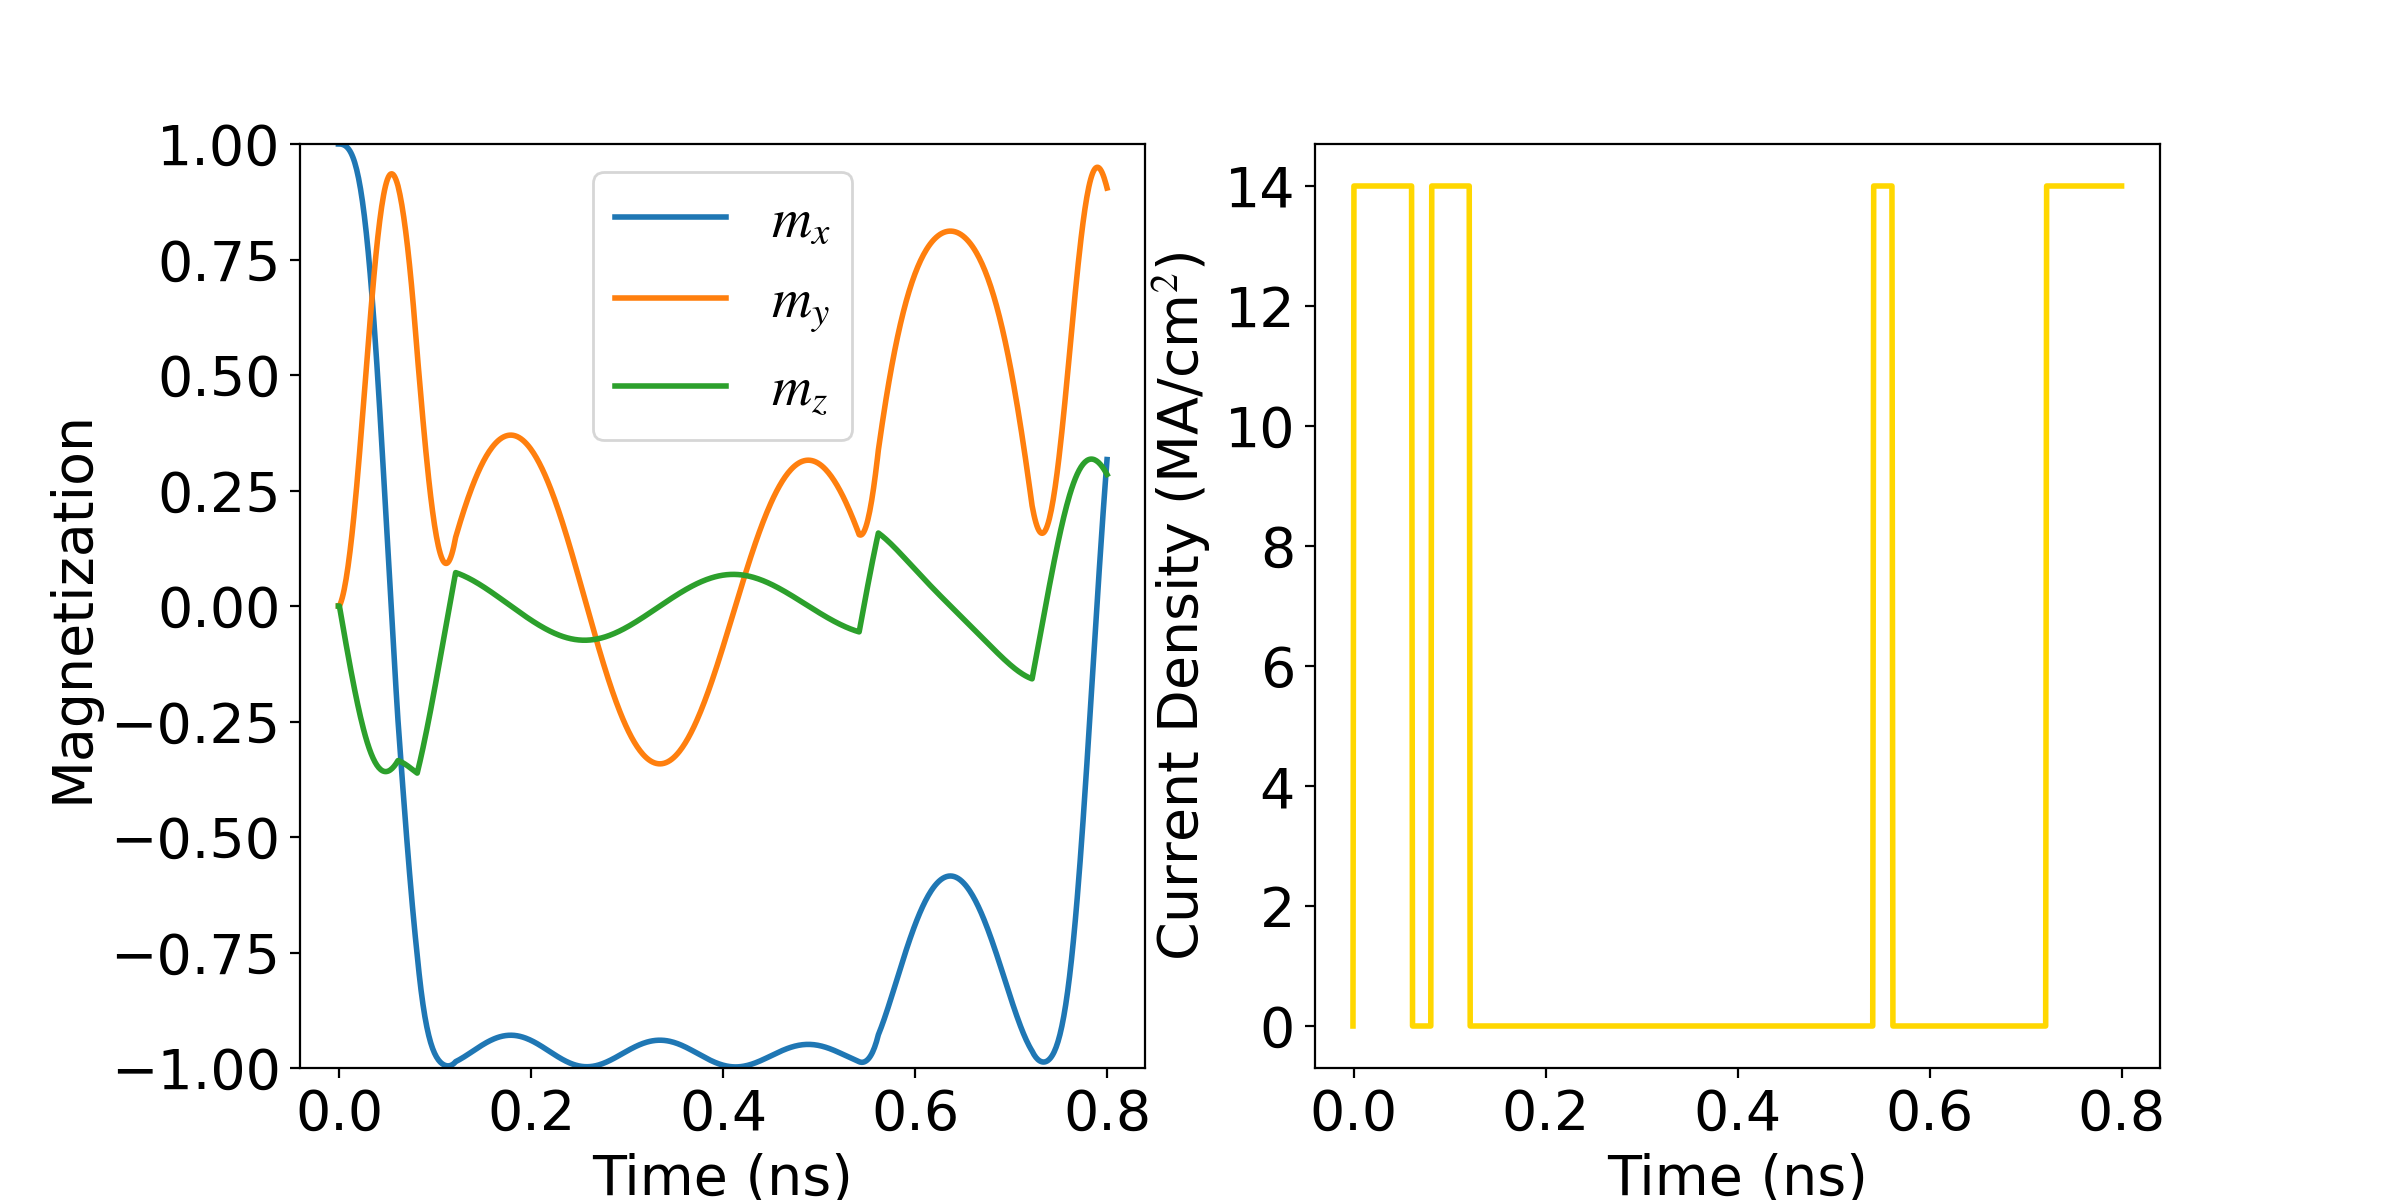 Magnetization
1.00
0.75
0.50
0.25
0.00
−0.25
−0.50
−0.75
−1.00
0.0 0.2 0.4 0.6 0.8
Time (ns)
m_x
m_y
m_z
Current Density (MA/cm²)
14
12
10
8
6
4
2
0
0.0 0.2 0.4 0.6 0.8
Time (ns)